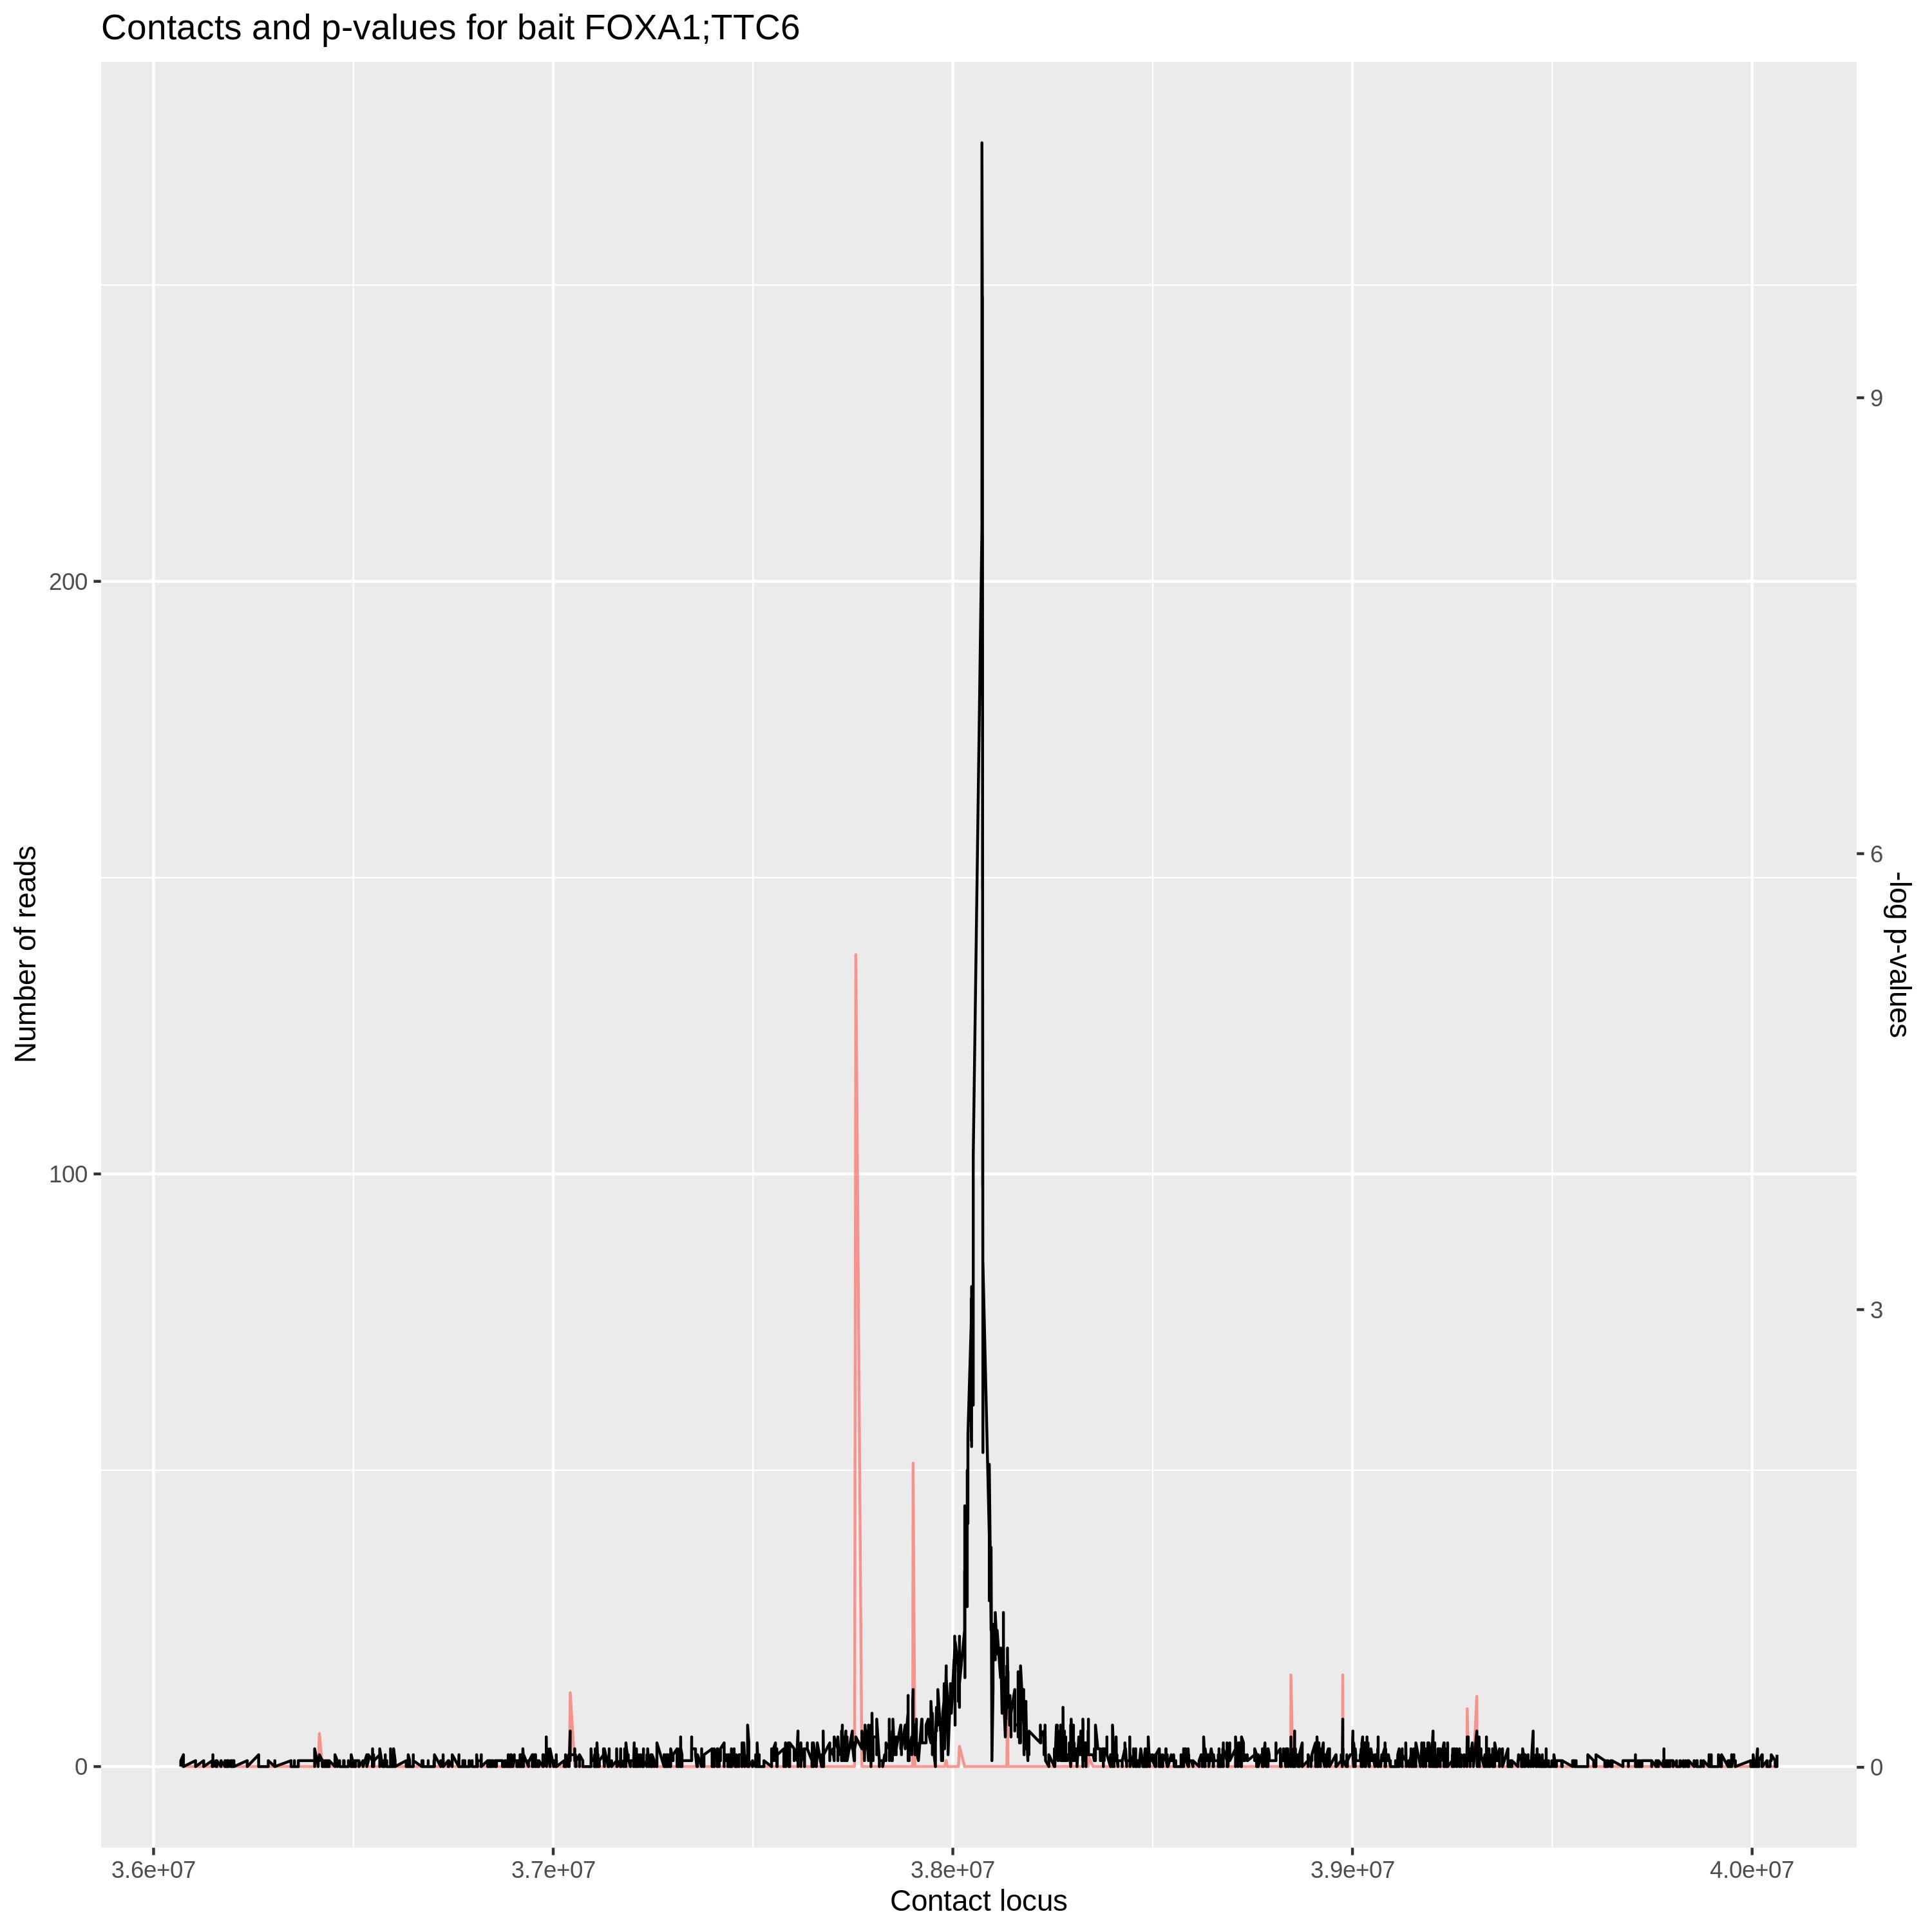 Contacts and p-values for bait FOXA1;TTC6
Number of reads
200
100
0
9
6
3
0
-log p-values
3.6e+07
3.7e+07
3.8e+07
3.9e+07
4.0e+07
Contact locus